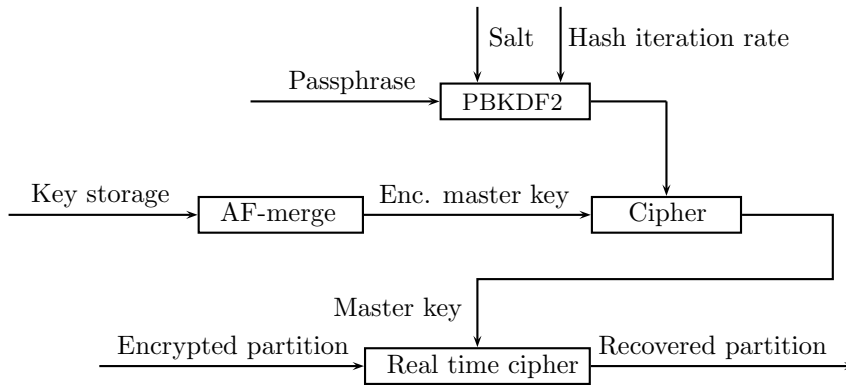 Salt
Hash iteration rate
Passphrase
PBKDF2
Key storage
AF-merge
Enc. master key
Cipher
Master key
Encrypted partition
Real time cipher
Recovered partition